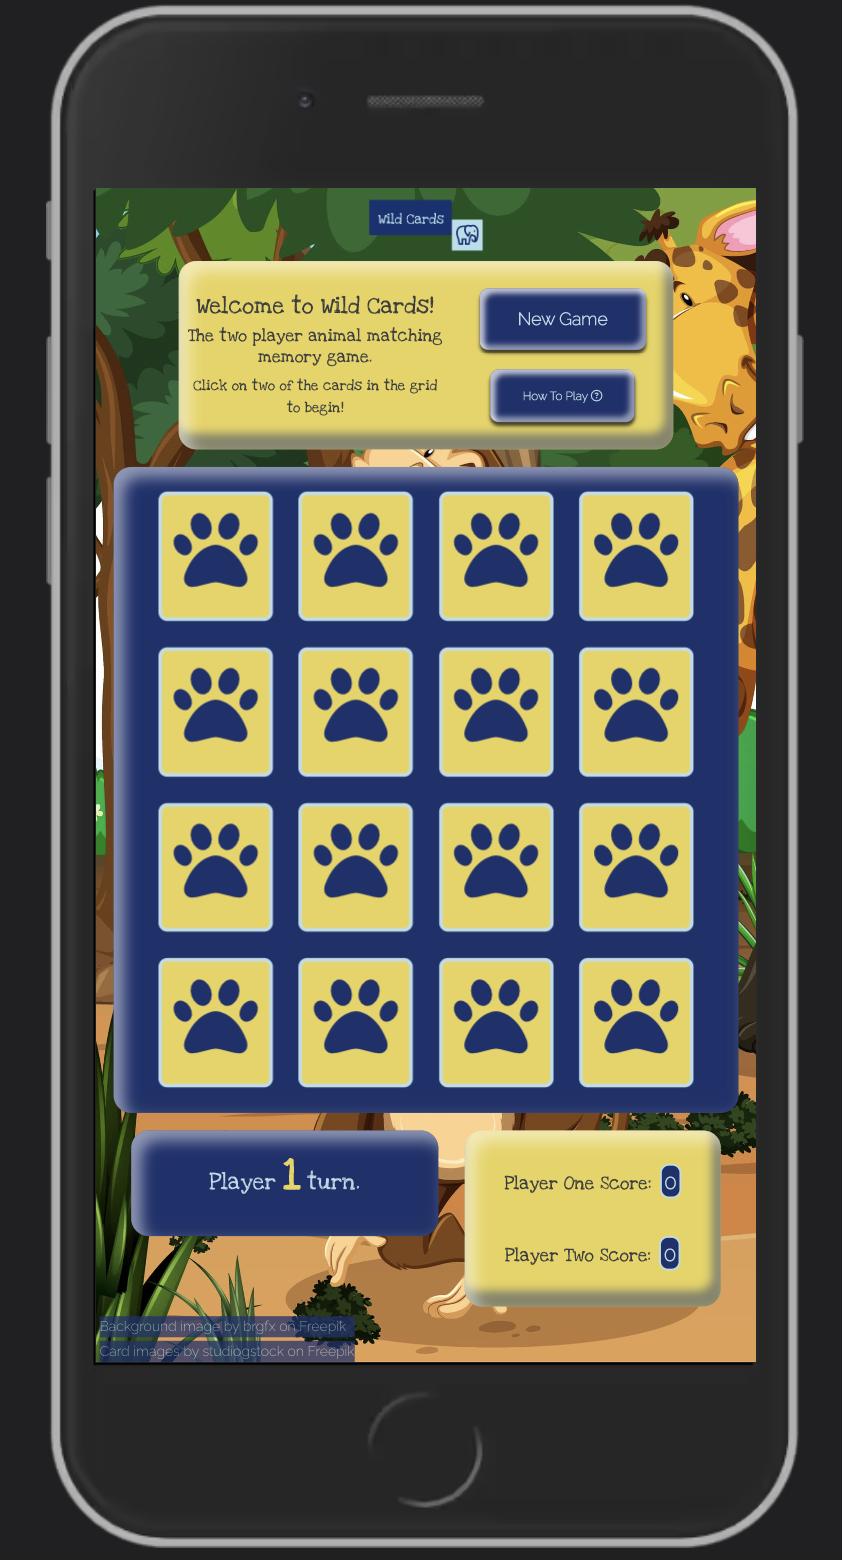 Wild Cards
Welcome to Wild Cards!
The two player animal matching
memory game.
Click on two of the cards in the grid
to begin!
New Game
How To Play ?
Player 1 turn.
Player One Score: 0
Player Two Score: 0
Background image by brgfx on Freepik
Card images by studiogstock on Freepik